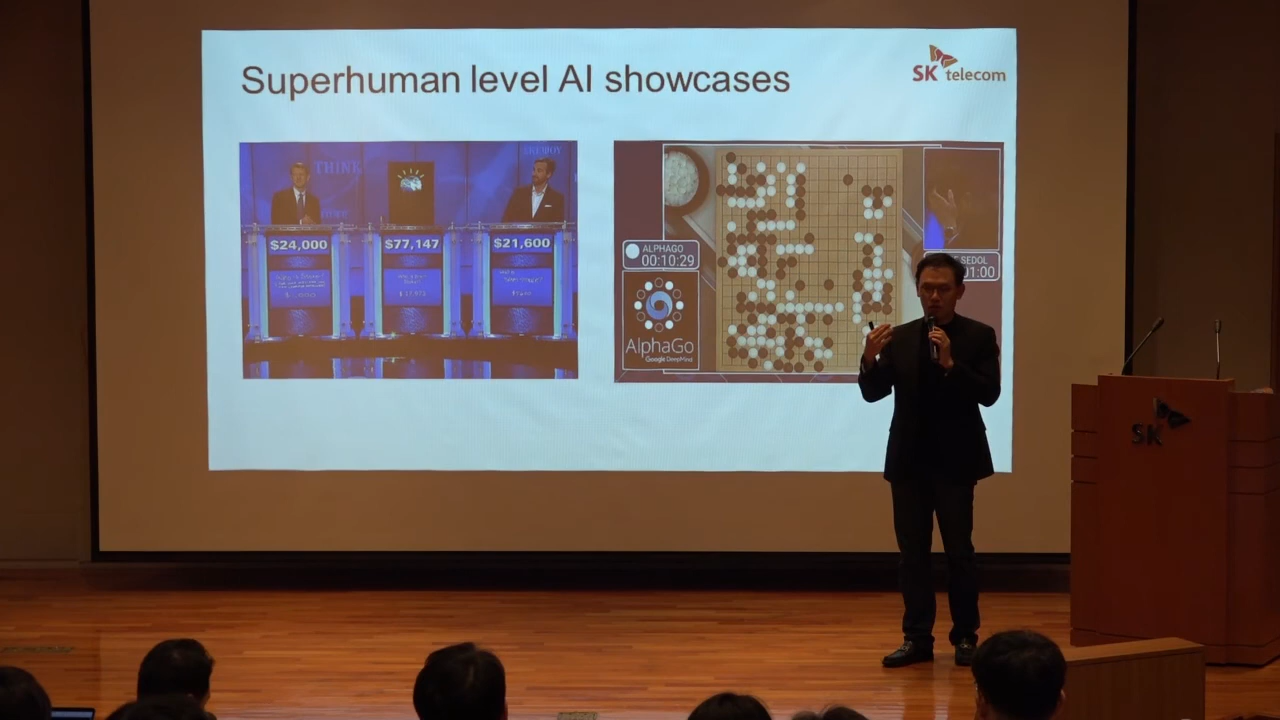 Superhuman level AI showcases
SK telecom
THINK
$24,000
$77,147
$21,600
ALPHAGO
00:10:29
AlphaGo
Google DeepMind
SEDOL
01:00
SK